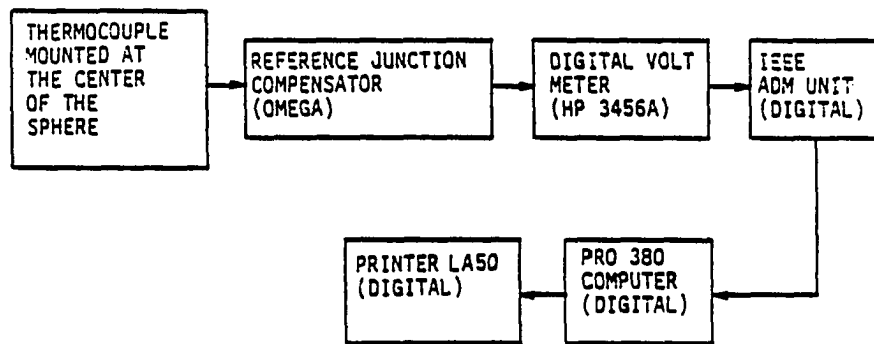 THERMOCOUPLE
MOUNTED AT
THE CENTER
OF THE
SPHERE
REFERENCE JUNCTION
COMPENSATOR
(OMEGA)
DIGITAL VOLT
METER
(HP 3456A)
IEEE
ADM UNIT
(DIGITAL)
PRINTER LA50
(DIGITAL)
PRO 380
COMPUTER
(DIGITAL)